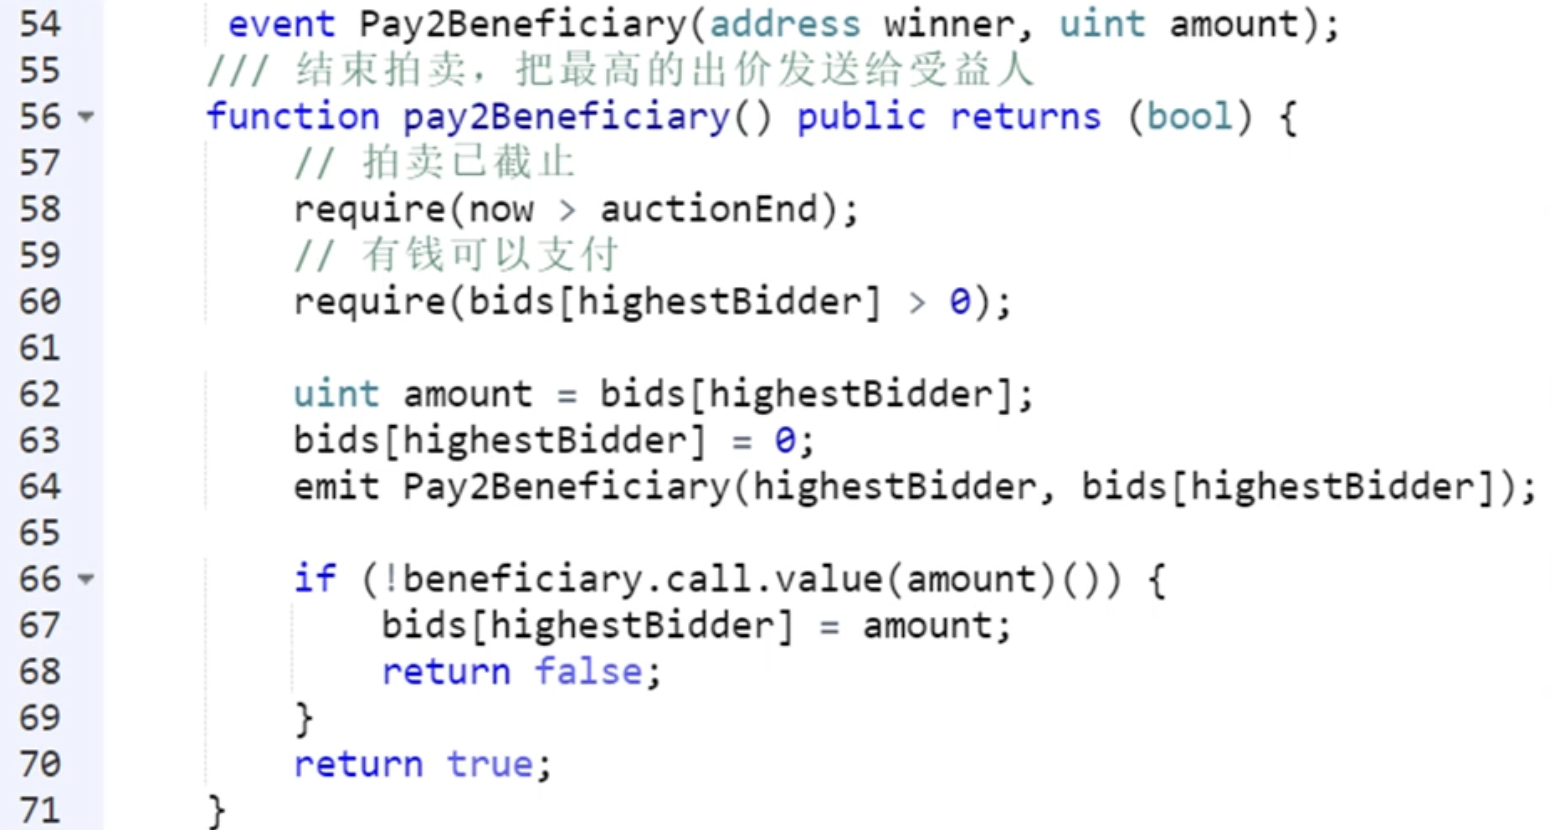 54 event Pay2Beneficiary(address winner, uint amount);
55 /// 结束拍卖，把最高的出价发送给受益人
56 function pay2Beneficiary() public returns (bool) {
57 // 拍卖已截止
58 require(now > auctionEnd);
59 // 有钱可以支付
60 require(bids[highestBidder] > 0);
61
62 uint amount = bids[highestBidder];
63 bids[highestBidder] = 0;
64 emit Pay2Beneficiary(highestBidder, bids[highestBidder]);
65
66 if (!beneficiary.call.value(amount)()) {
67 bids[highestBidder] = amount;
68 return false;
69 }
70 return true;
71 }